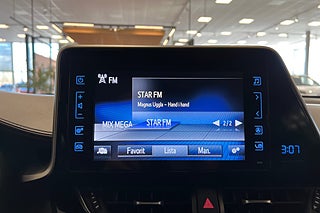 FM
STAR FM
Magnus Uggla - Hand i hand
MIX MEGA
STAR FM
2/2
Favorit
Lista
Man.
3:07